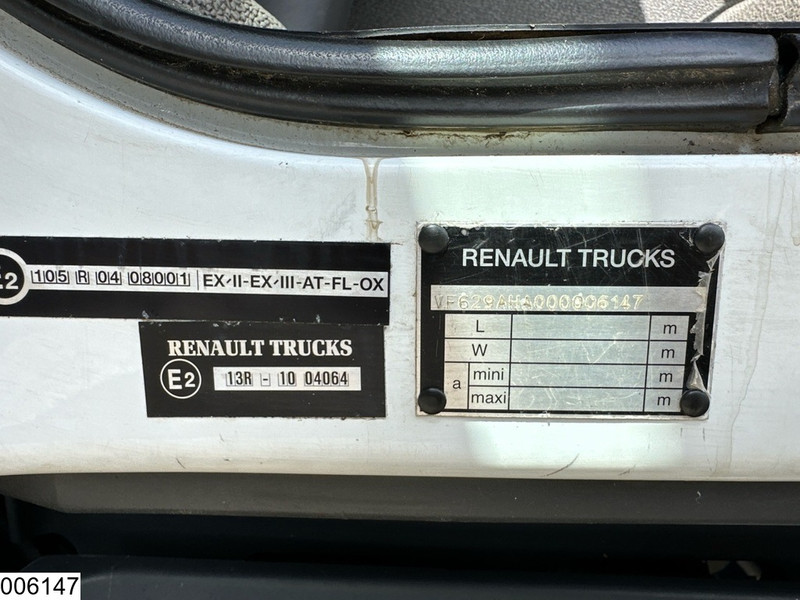 E2 105 R 04 08001 EX/II-EX/III-AT-FL-OX
RENAULT TRUCKS
E2 13R - 10 04064
RENAULT TRUCKS
VF629AHA000006147
L m
W m
a mini m
maxi m
006147